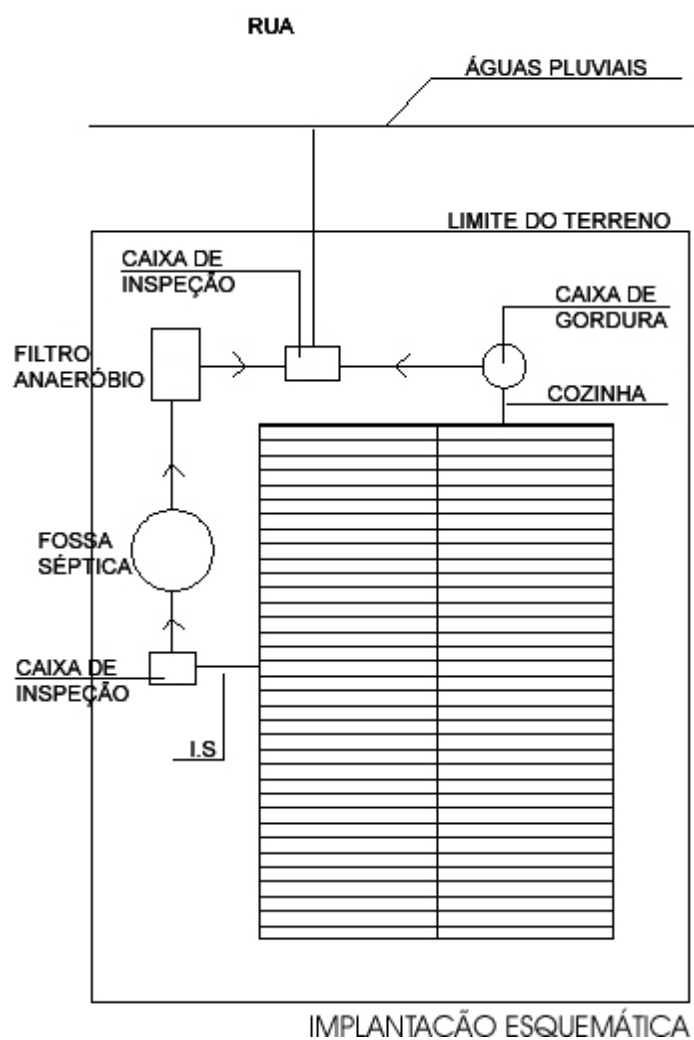 RUA
ÁGUAS PLUVIAIS
LIMITE DO TERRENO
CAIXA DE
INSPEÇÃO
CAIXA DE
GORDURA
FILTRO
ANAERÓBIO
COZINHA
FOSSA
SÉPTICA
CAIXA DE
INSPEÇÃO
I.S
IMPLANTAÇÃO ESQUEMÁTICA